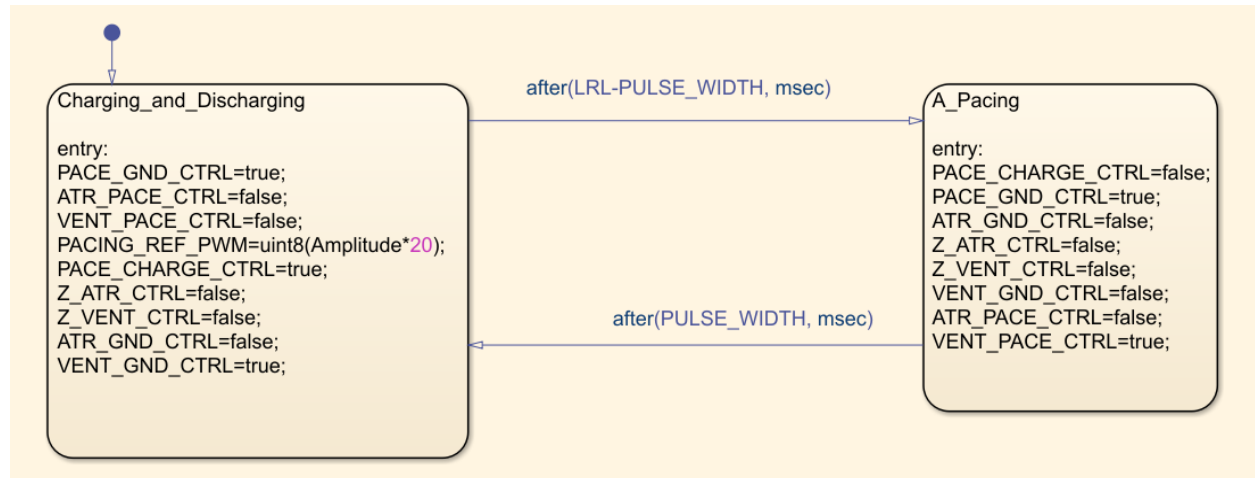 after(LRL-PULSE_WIDTH, msec)
Charging_and_Discharging
entry:
PACE_GND_CTRL=true;
ATR_PACE_CTRL=false;
VENT_PACE_CTRL=false;
PACING_REF_PWM=uint8(Amplitude*20);
PACE_CHARGE_CTRL=true;
Z_ATR_CTRL=false;
Z_VENT_CTRL=false;
ATR_GND_CTRL=false;
VENT_GND_CTRL=true;
A_Pacing
entry:
PACE_CHARGE_CTRL=false;
PACE_GND_CTRL=true;
ATR_GND_CTRL=false;
Z_ATR_CTRL=false;
Z_VENT_CTRL=false;
VENT_GND_CTRL=false;
ATR_PACE_CTRL=false;
VENT_PACE_CTRL=true;
after(PULSE_WIDTH, msec)